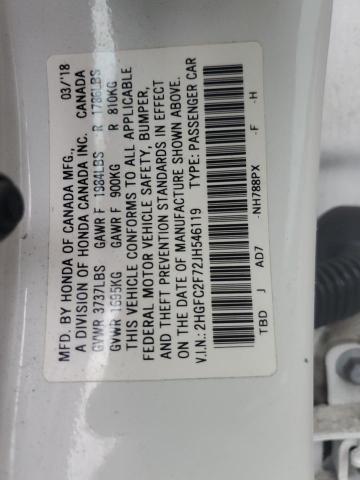 MFD. BY HONDA OF CANADA MFG., 03/'18
A DIVISION OF HONDA CANADA INC. CANADA
GVWR 3737LBS GAWR F 1984LBS R 1786LBS
GVWR 1695KG GAWR F 900KG R 810KG
THIS VEHICLE CONFORMS TO ALL APPLICABLE
FEDERAL MOTOR VEHICLE SAFETY, BUMPER,
AND THEFT PREVENTION STANDARDS IN EFFECT
ON THE DATE OF MANUFACTURE SHOWN ABOVE.
V.I.N.: 2HGFC2F72JH546119 TYPE: PASSENGER CAR
TBD J AD7 -NH788PX -F -H